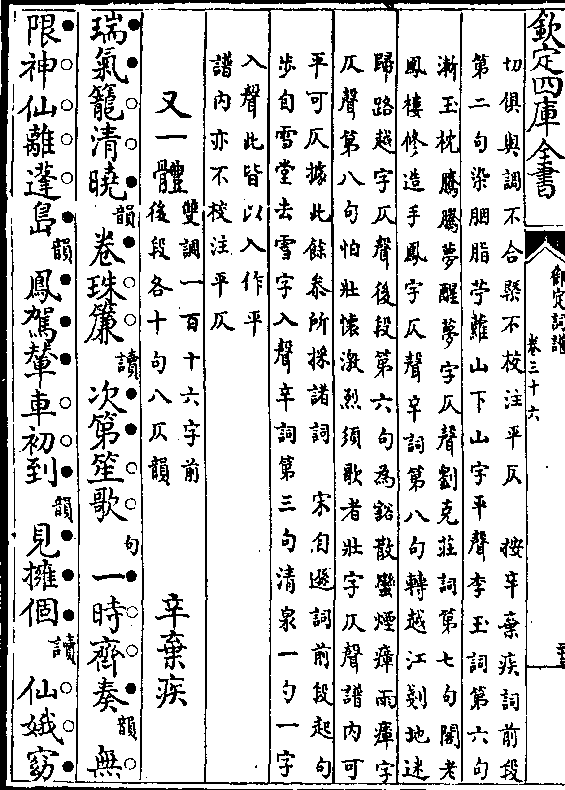 欽定四庫全書
御定詞譜
卷三十六
切俱與調不合槩不校注平仄　按辛棄疾詞前段
第二句染胭脂苧蘿山下山字平聲李玉詞第六句
漸玉枕騰騰夢醒夢字仄聲劉克莊詞第七句閣老
鳳樓修造手鳳字仄聲辛詞第八句轉越江剗地迷
歸路越字仄聲後段第六句為谿散蠻煙瘴雨瘴字
仄聲第八句怕壯懷激烈須歌者壯字仄聲譜內可
平可仄據此餘叅所採諸詞　宋自遜詞前段起句
步自雪堂去雪字入聲辛詞第三句清泉一勺一字
入聲此皆以入作平
譜內亦不校注平仄
又一體
雙調一百十六字前
後段各十句八仄韻
辛棄疾
瑞氣籠清曉韻卷珠簾讀次第笙歌句一時齊奏韻無
限神仙離蓬島韻鳳駕輦車初到韻見擁個讀仙娥窈